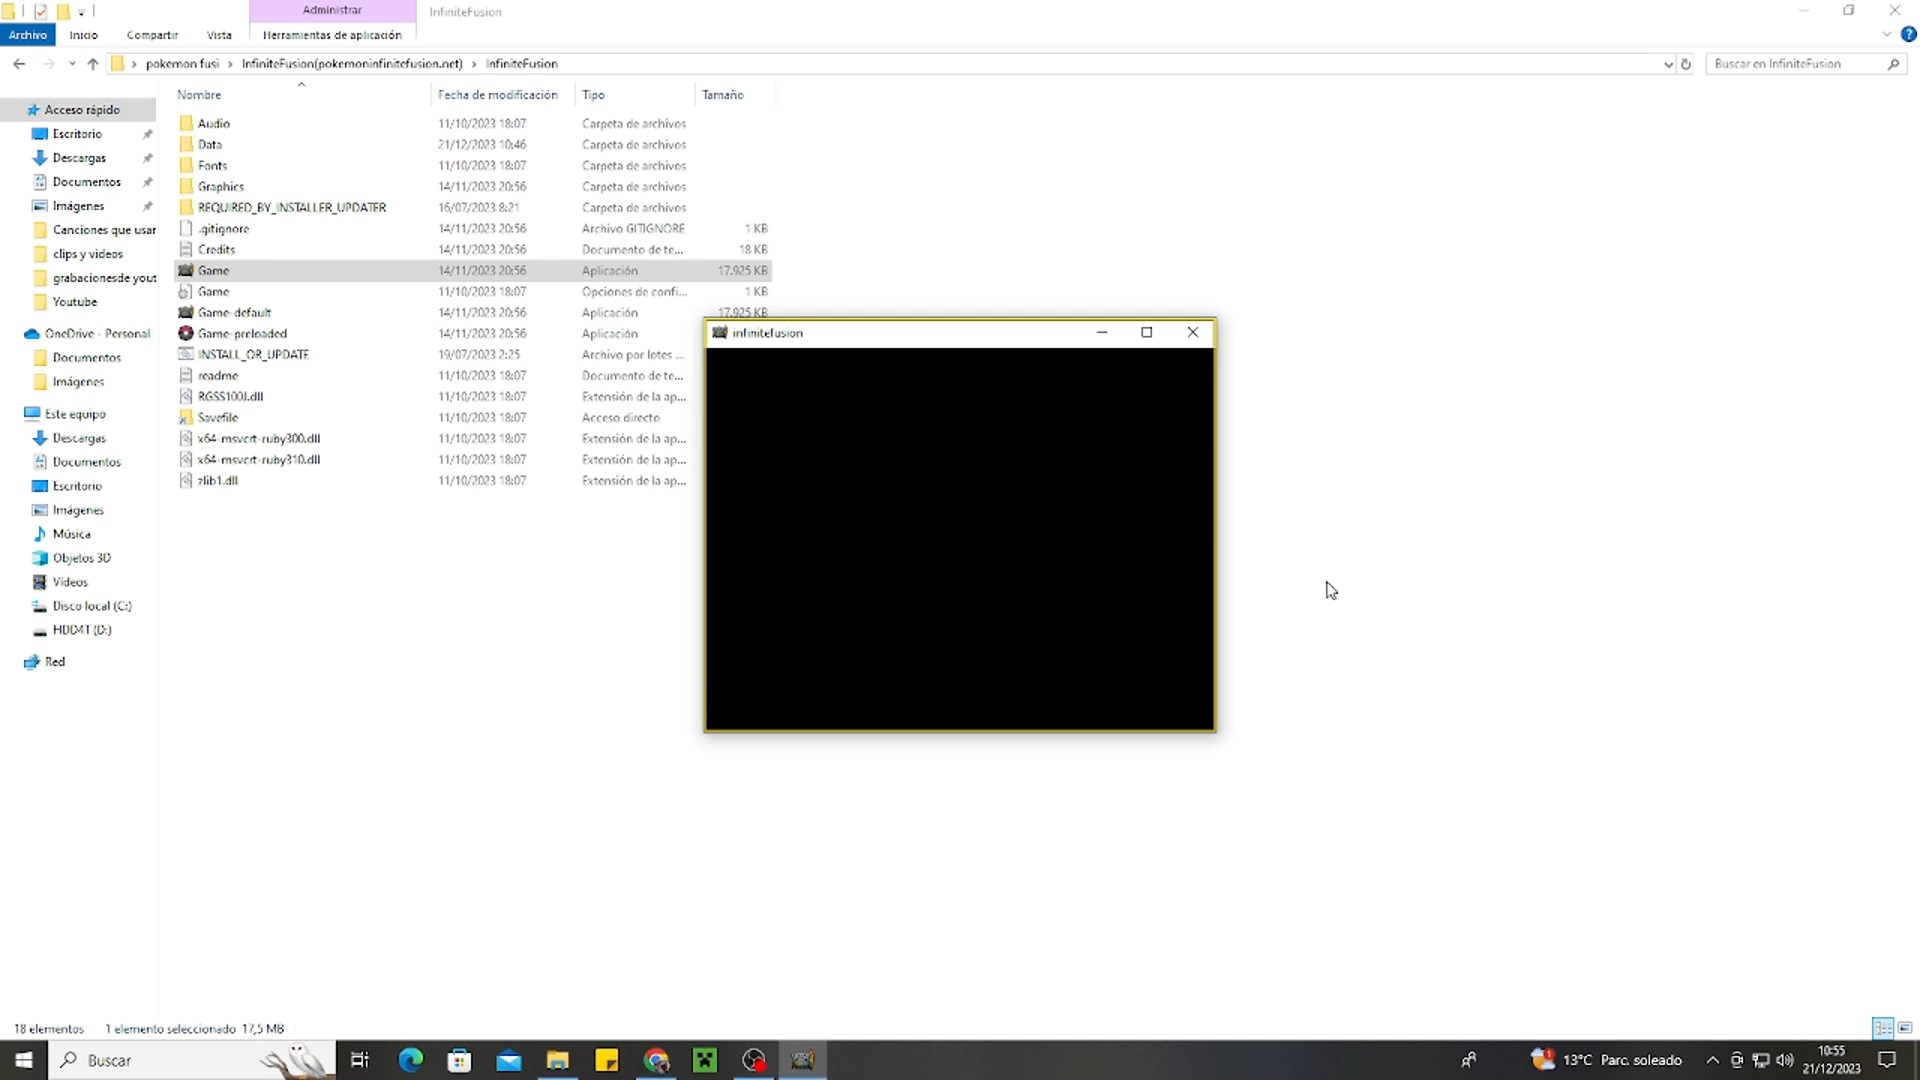 Administrar
InfiniteFusion
Archivo
Inicio
Compartir
Vista
Herramientas de aplicación
pokemon fusi
InfiniteFusion(pokemoninfinitefusion.net)
InfiniteFusion
Buscar en InfiniteFusion
Nombre
Fecha de modificación
Tipo
Tamaño
Acceso rápido
Escritorio
Descargas
Documentos
Imágenes
Canciones que usar
clips y videos
grabacionesde yout
Youtube
OneDrive - Personal
Documentos
Imágenes
Este equipo
Descargas
Documentos
Escritorio
Imágenes
Música
Objetos 3D
Vídeos
Disco local (C:)
HDD4T (D:)
Red
Audio 11/10/2023 18:07 Carpeta de archivos
Data 21/12/2023 10:46 Carpeta de archivos
Fonts 11/10/2023 18:07 Carpeta de archivos
Graphics 14/11/2023 20:56 Carpeta de archivos
REQUIRED_BY_INSTALLER_UPDATER 16/07/2023 8:21 Carpeta de archivos
.gitignore 14/11/2023 20:56 Archivo GITIGNORE 1 KB
Credits 14/11/2023 20:56 Documento de te... 18 KB
Game 14/11/2023 20:56 Aplicación 17.925 KB
Game 11/10/2023 18:07 Opciones de confi... 1 KB
Game-default 14/11/2023 20:56 Aplicación 17.925 KB
Game-preloaded 14/11/2023 20:56 Aplicación
INSTALL_OR_UPDATE 19/07/2023 2:25 Archivo por lotes ...
readme 11/10/2023 18:07 Documento de te...
RGSS100J.dll 11/10/2023 18:07 Extensión de la ap...
Savefile 11/10/2023 18:07 Acceso directo
x64-msvcrt-ruby300.dll 11/10/2023 18:07 Extensión de la ap...
x64-msvcrt-ruby310.dll 11/10/2023 18:07 Extensión de la ap...
zlib1.dll 11/10/2023 18:07 Extensión de la ap...
infinitefusion
18 elementos
1 elemento seleccionado 17,5 MB
Buscar
13°C Parc. soleado
10:55
21/12/2023